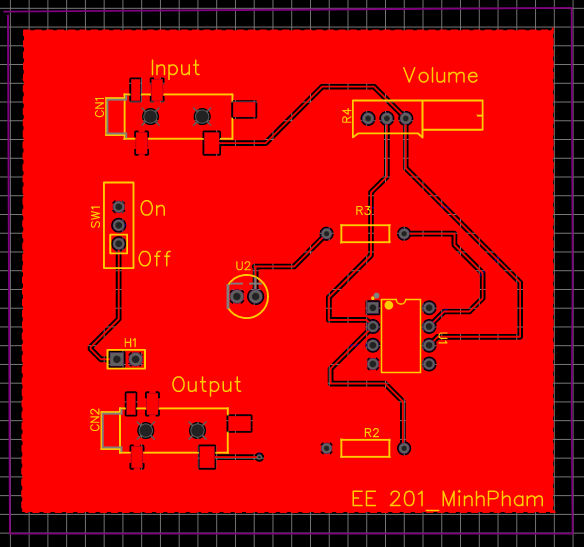 Input
Volume
CN1
R4
SW1
On
R3
Off
U2
U1
H1
Output
CN2
R2
EE 201_MinhPham